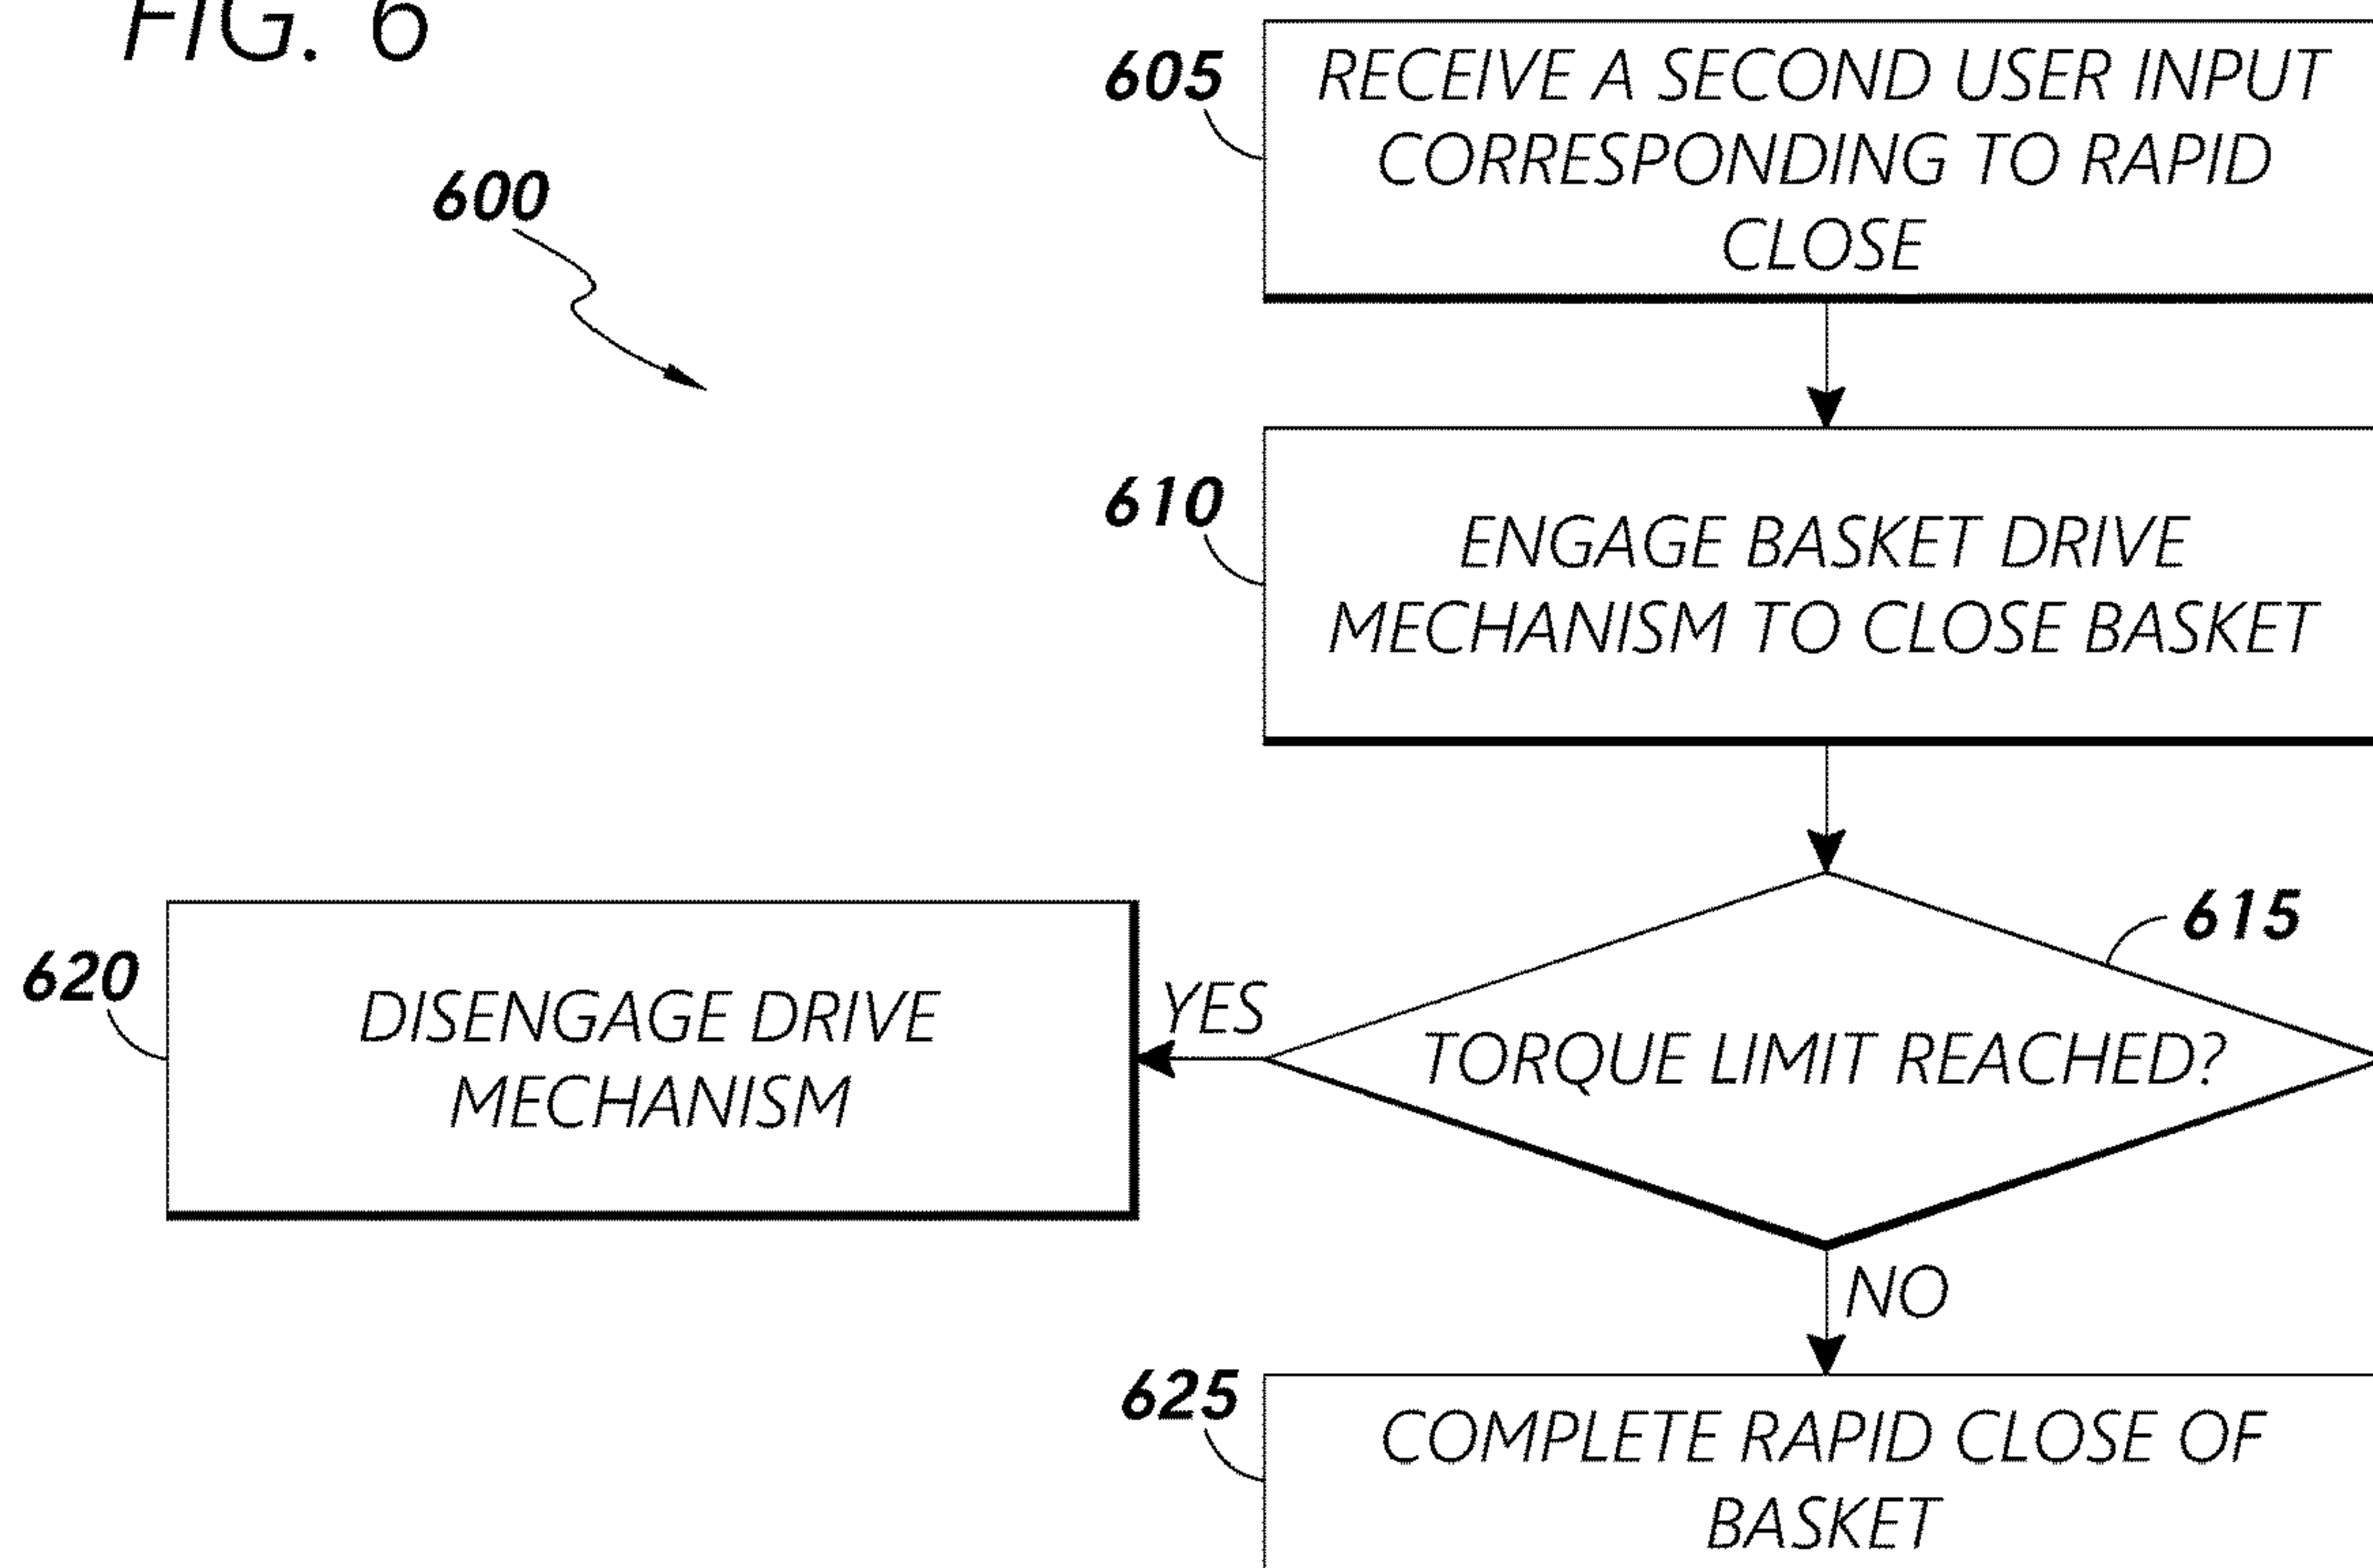 FIG. 6
600
605
RECEIVE A SECOND USER INPUT
CORRESPONDING TO RAPID
CLOSE
610
ENGAGE BASKET DRIVE
MECHANISM TO CLOSE BASKET
615
TORQUE LIMIT REACHED?
YES
620
DISENGAGE DRIVE
MECHANISM
NO
625
COMPLETE RAPID CLOSE OF
BASKET